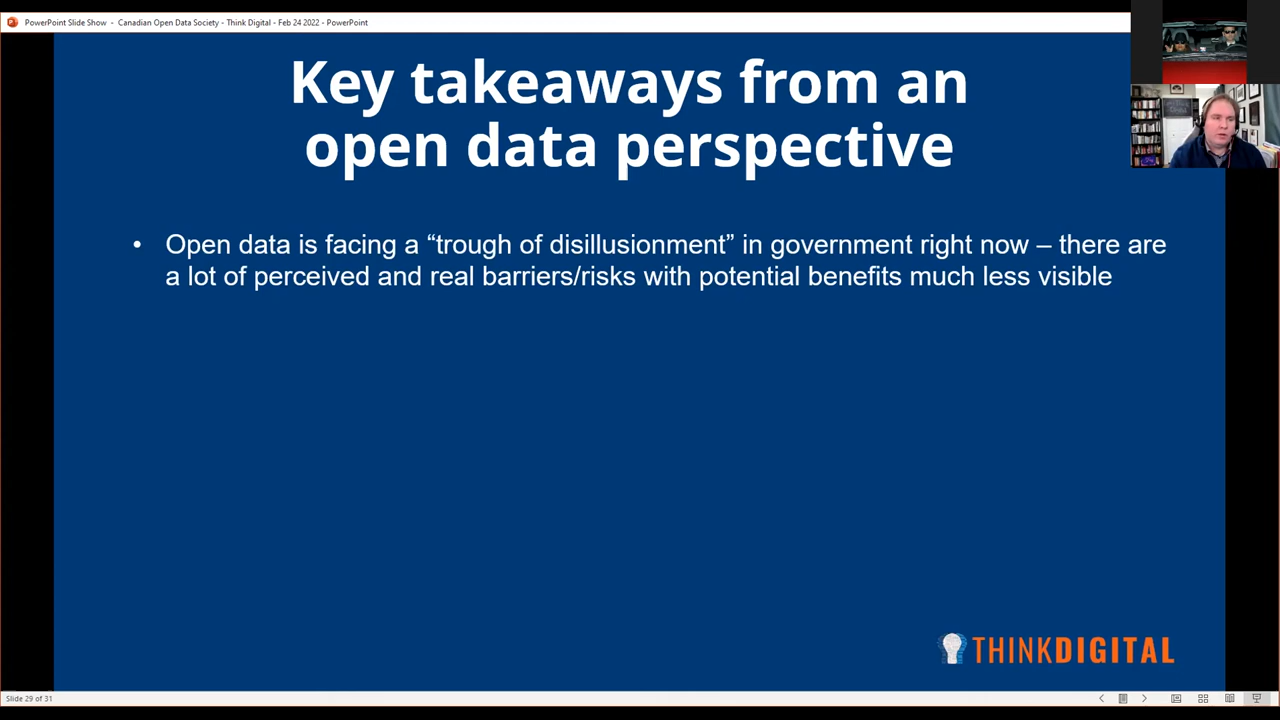 PowerPoint Slide Show - Canadian Open Data Society - Think Digital - Feb 24 2022 - PowerPoint
Key takeaways from an
open data perspective
• Open data is facing a “trough of disillusionment” in government right now – there are
a lot of perceived and real barriers/risks with potential benefits much less visible
THINKDIGITAL
Slide 29 of 31